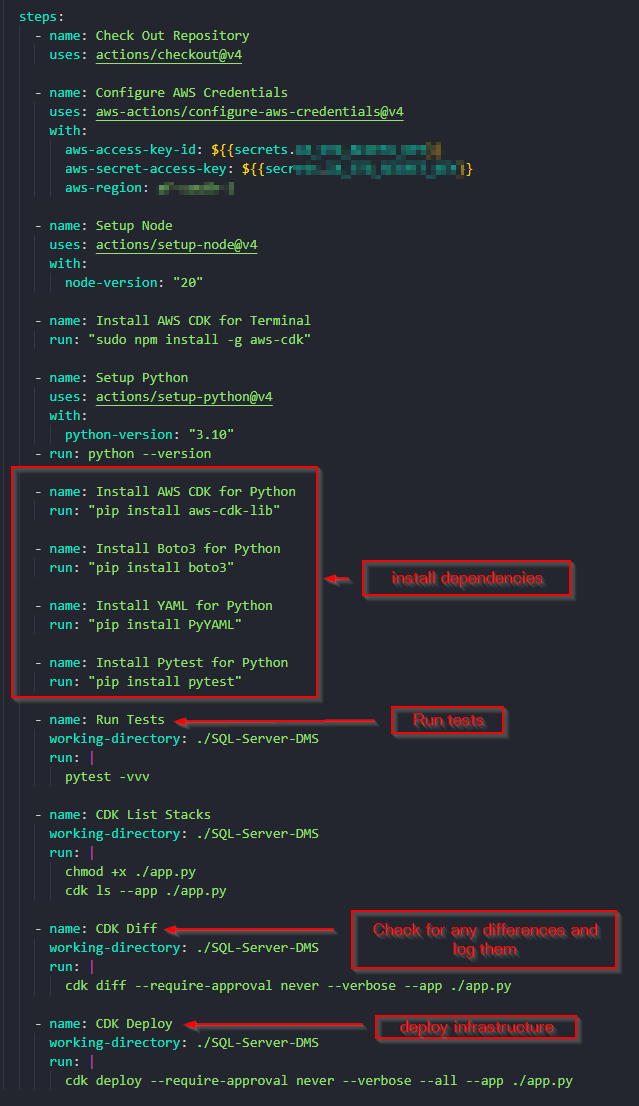 steps:
- name: Check Out Repository
uses: actions/checkout@v4
- name: Configure AWS Credentials
uses: aws-actions/configure-aws-credentials@v4
with:
aws-access-key-id: ${{secrets.
aws-secret-access-key: ${{secr
aws-region:
- name: Setup Node
uses: actions/setup-node@v4
with:
node-version: "20"
- name: Install AWS CDK for Terminal
run: "sudo npm install -g aws-cdk"
- name: Setup Python
uses: actions/setup-python@v4
with:
python-version: "3.10"
- run: python --version
- name: Install AWS CDK for Python
run: "pip install aws-cdk-lib"
- name: Install Boto3 for Python
run: "pip install boto3"
install dependencies
- name: Install YAML for Python
run: "pip install PyYAML"
- name: Install Pytest for Python
run: "pip install pytest"
- name: Run Tests
Run tests
working-directory: ./SQL-Server-DMS
run: |
pytest -vvv
- name: CDK List Stacks
working-directory: ./SQL-Server-DMS
run: |
chmod +x ./app.py
cdk ls --app ./app.py
- name: CDK Diff
Check for any differences and
log them
working-directory: ./SQL-Server-DMS
run: |
cdk diff --require-approval never --verbose --app ./app.py
- name: CDK Deploy
deploy infrastructure
working-directory: ./SQL-Server-DMS
run: |
cdk deploy --require-approval never --verbose --all --app ./app.py